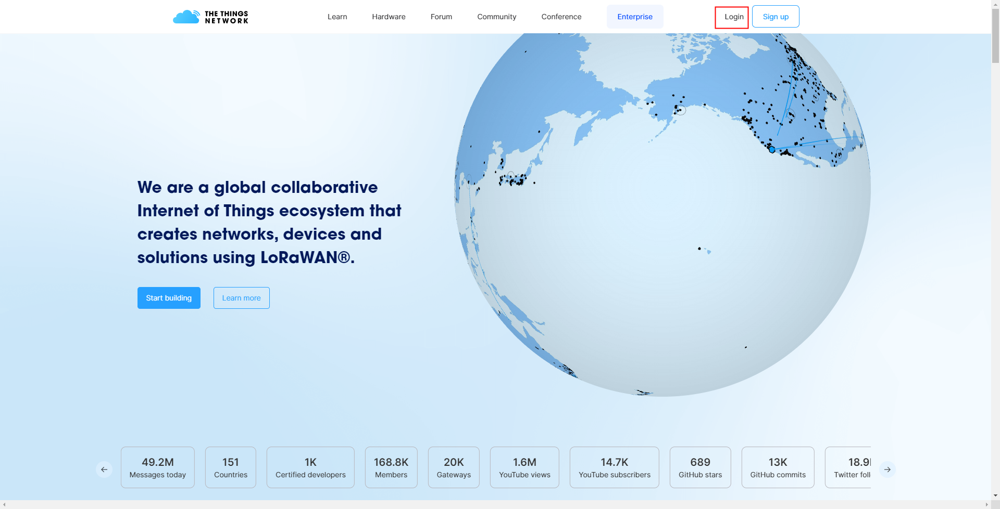 THE THINGS
NETWORK
Learn
Hardware
Forum
Community
Conference
Enterprise
Login
Sign up
We are a global collaborative
Internet of Things ecosystem that
creates networks, devices and
solutions using LoRaWAN®.
Start building
Learn more
49.2M
Messages today
151
Countries
1K
Certified developers
168.8K
Members
20K
Gateways
1.6M
YouTube views
14.7K
YouTube subscribers
689
GitHub stars
13K
GitHub commits
18.9
Twitter foll